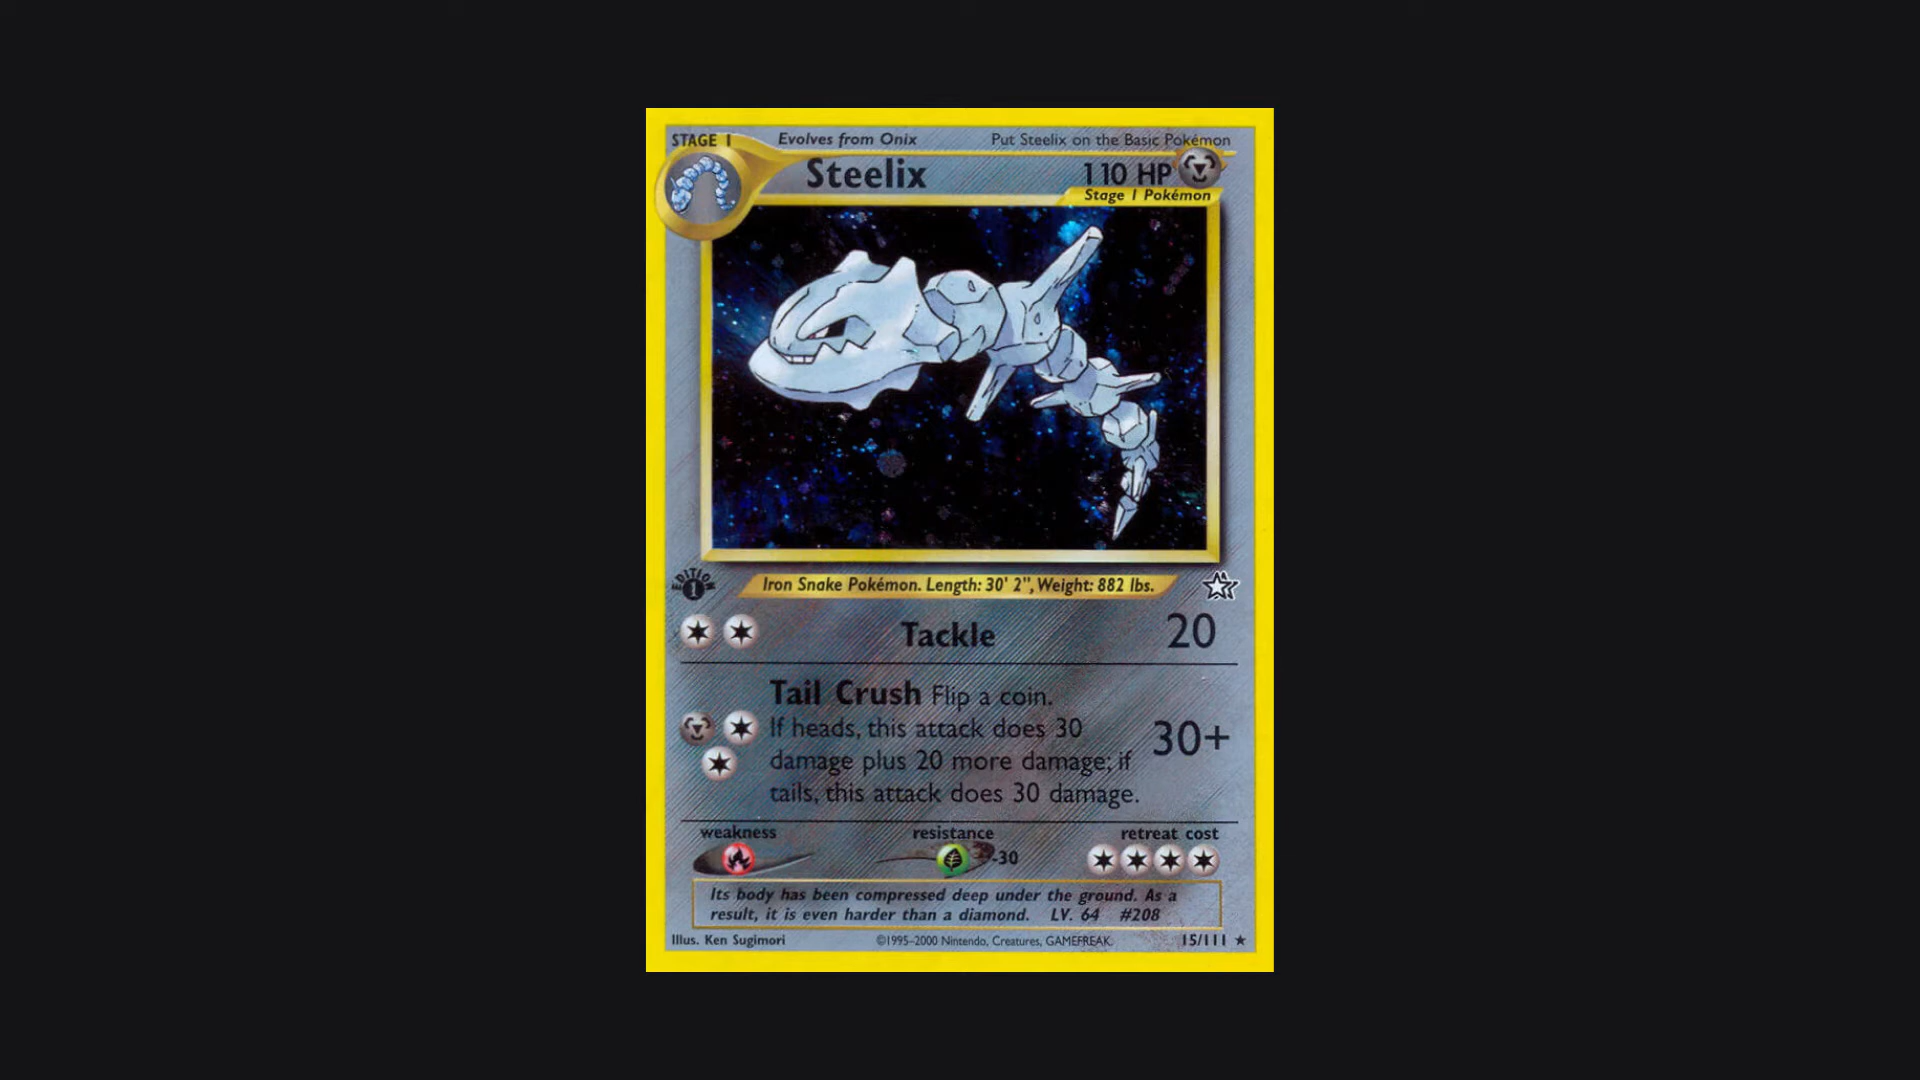 STAGE 1 Evolves from Onix Put Steelix on the Basic Pokémon
Steelix 110 HP
Stage 1 Pokémon
EDITION 1
Iron Snake Pokémon. Length: 30' 2", Weight: 882 lbs.
Tackle 20
Tail Crush Flip a coin.
If heads, this attack does 30
damage plus 20 more damage; if
tails, this attack does 30 damage.
30+
weakness resistance retreat cost
-30
Its body has been compressed deep under the ground. As a
result, it is even harder than a diamond. LV. 64 #208
Illus. Ken Sugimori ©1995-2000 Nintendo, Creatures, GAMEFREAK. 15/111 ★